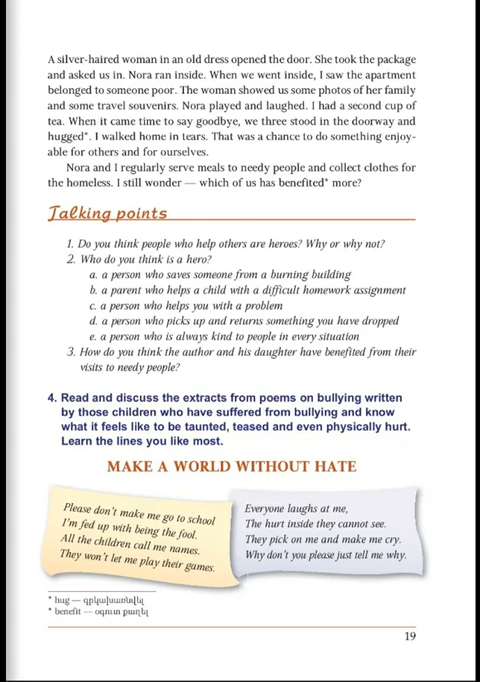 A silver-haired woman in an old dress opened the door. She took the package
and asked us in. Nora ran inside. When we went inside, I saw the apartment
belonged to someone poor. The woman showed us some photos of her family
and some travel souvenirs. Nora played and laughed. I had a second cup of
tea. When it came time to say goodbye, we three stood in the doorway and
hugged*. I walked home in tears. That was a chance to do something enjoy-
able for others and for ourselves.
Nora and I regularly serve meals to needy people and collect clothes for
the homeless. I still wonder — which of us has benefited* more?
Talking points
1. Do you think people who help others are heroes? Why or why not?
2. Who do you think is a hero?
a. a person who saves someone from a burning building
b. a parent who helps a child with a difficult homework assignment
c. a person who helps you with a problem
d. a person who picks up and returns something you have dropped
e. a person who is always kind to people in every situation
3. How do you think the author and his daughter have benefited from their
visits to needy people?
4. Read and discuss the extracts from poems on bullying written
by those children who have suffered from bullying and know
what it feels like to be taunted, teased and even physically hurt.
Learn the lines you like most.
MAKE A WORLD WITHOUT HATE
Please don't make me go to school
I'm fed up with being the fool.
All the children call me names.
They won't let me play their games.
Everyone laughs at me,
The hurt inside they cannot see.
They pick on me and make me cry.
Why don't you please just tell me why.
* hug — գրկախառնվել
* benefit — օգուտ քաղել
19